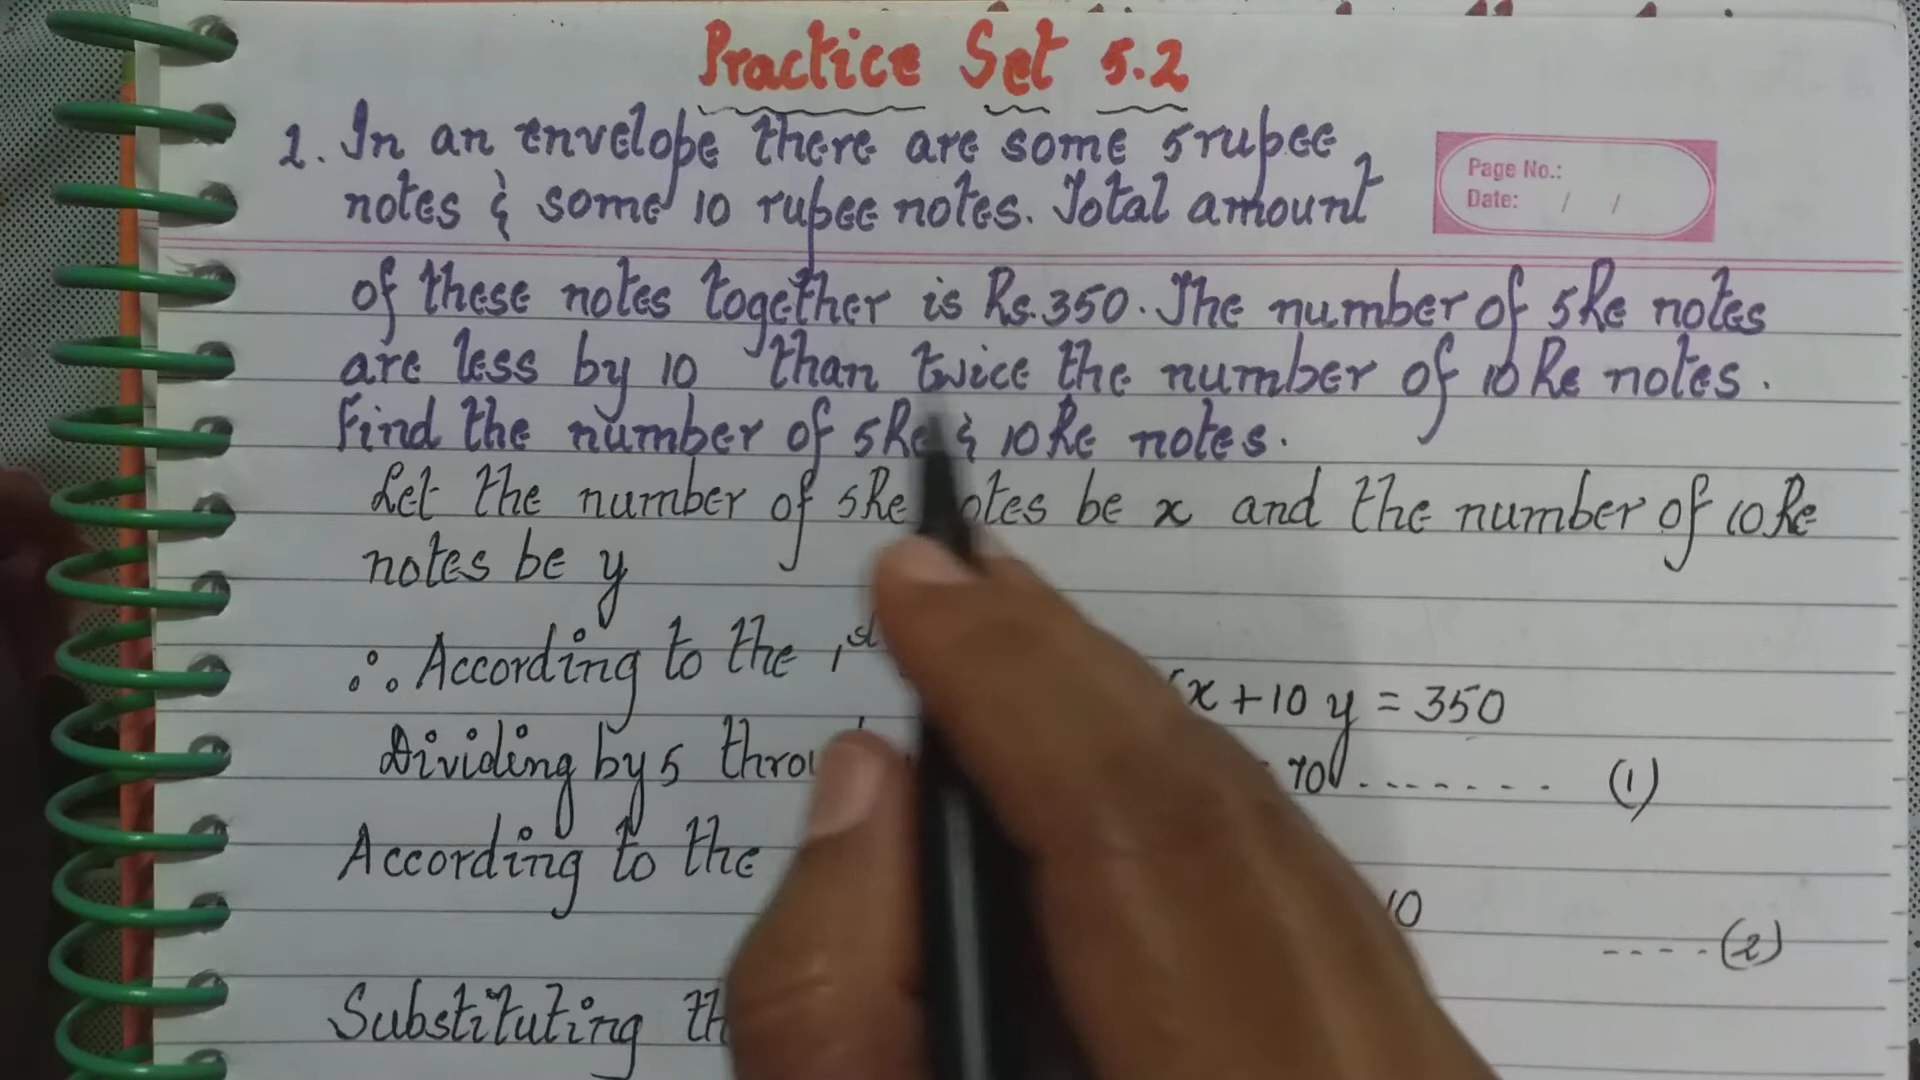 Practice Set 5.2
1. In an envelope there are some 5 rupee
notes & some 10 rupee notes. Total amount
Page No.:
Date: / /
of these notes together is Rs. 350. The number of 5 Re notes
are less by 10 than twice the number of 10 Re notes.
Find the number of 5 Re & 10 Re notes.
Let the number of 5 Re notes be x and the number of 10 Re
notes be y
∴ According to the 1st
x + 10 y = 350
Dividing by 5
70 ....... (1)
According to the
10
.... (2)
Substituting